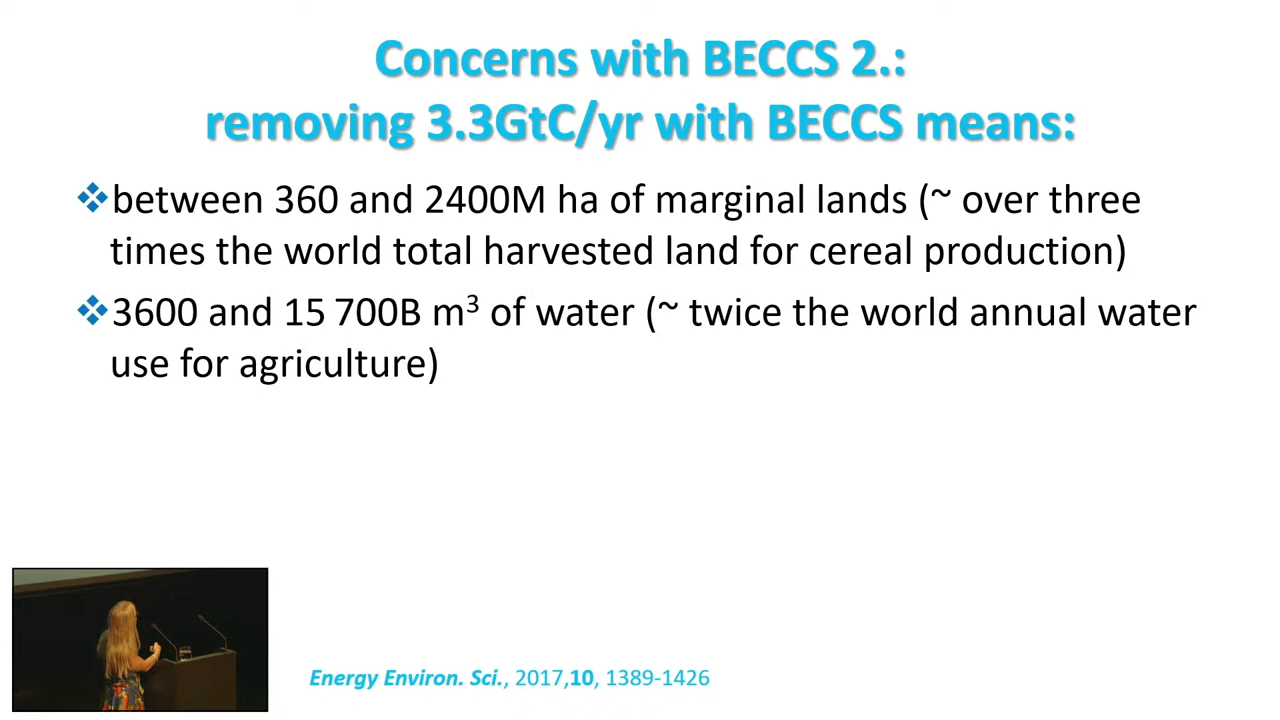 Concerns with BECCS 2.:
removing 3.3GtC/yr with BECCS means:
❖between 360 and 2400M ha of marginal lands (~ over three
times the world total harvested land for cereal production)
❖3600 and 15 700B m³ of water (~ twice the world annual water
use for agriculture)
Energy Environ. Sci., 2017,10, 1389-1426